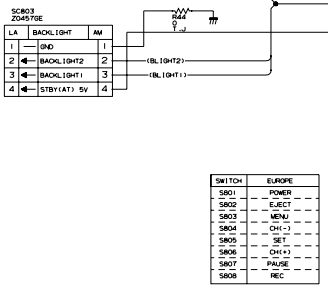 SC803
Z0457GE
LA BACKLIGHT AM
1 GND 1
2 BACKLIGHT2 2
3 BACKLIGHT1 3
4 STBY(AT) 5V 4
R44
0
T -J
(BLIGHT2)
(BLIGHT1)
SWITCH EUROPE
S801 POWER
S802 EJECT
S803 MENU
S804 CH(-)
S805 SET
S806 CH(+)
S807 PAUSE
S808 REC